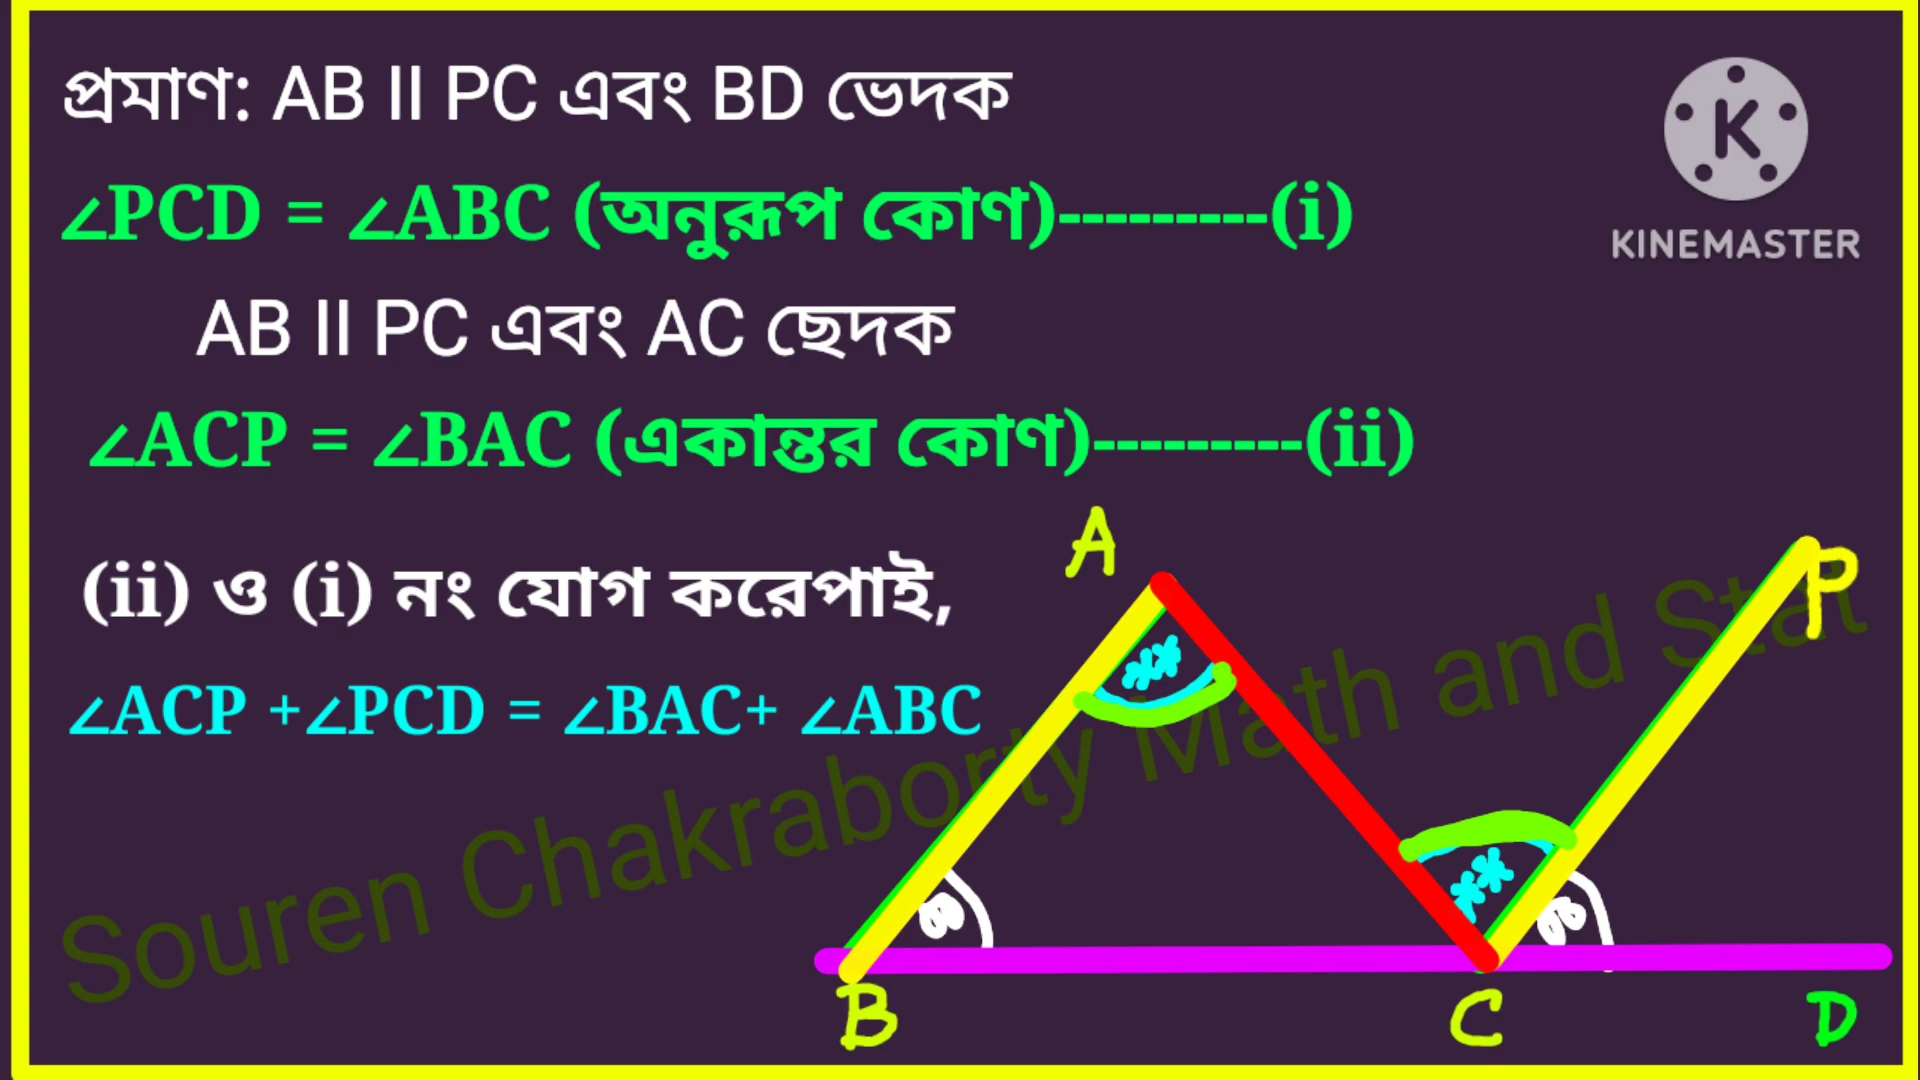 প্রমাণ: AB II PC এবং BD ভেদক
KINEMASTER
∠PCD = ∠ABC (অনুরূপ কোণ)---------(i)
AB II PC এবং AC ছেদক
∠ACP = ∠BAC (একান্তর কোণ)---------(ii)
(ii) ও (i) নং যোগ করেপাই,
∠ACP +∠PCD = ∠BAC+ ∠ABC
A
P
Souren Chakraborty Math and Stat
B
C
D